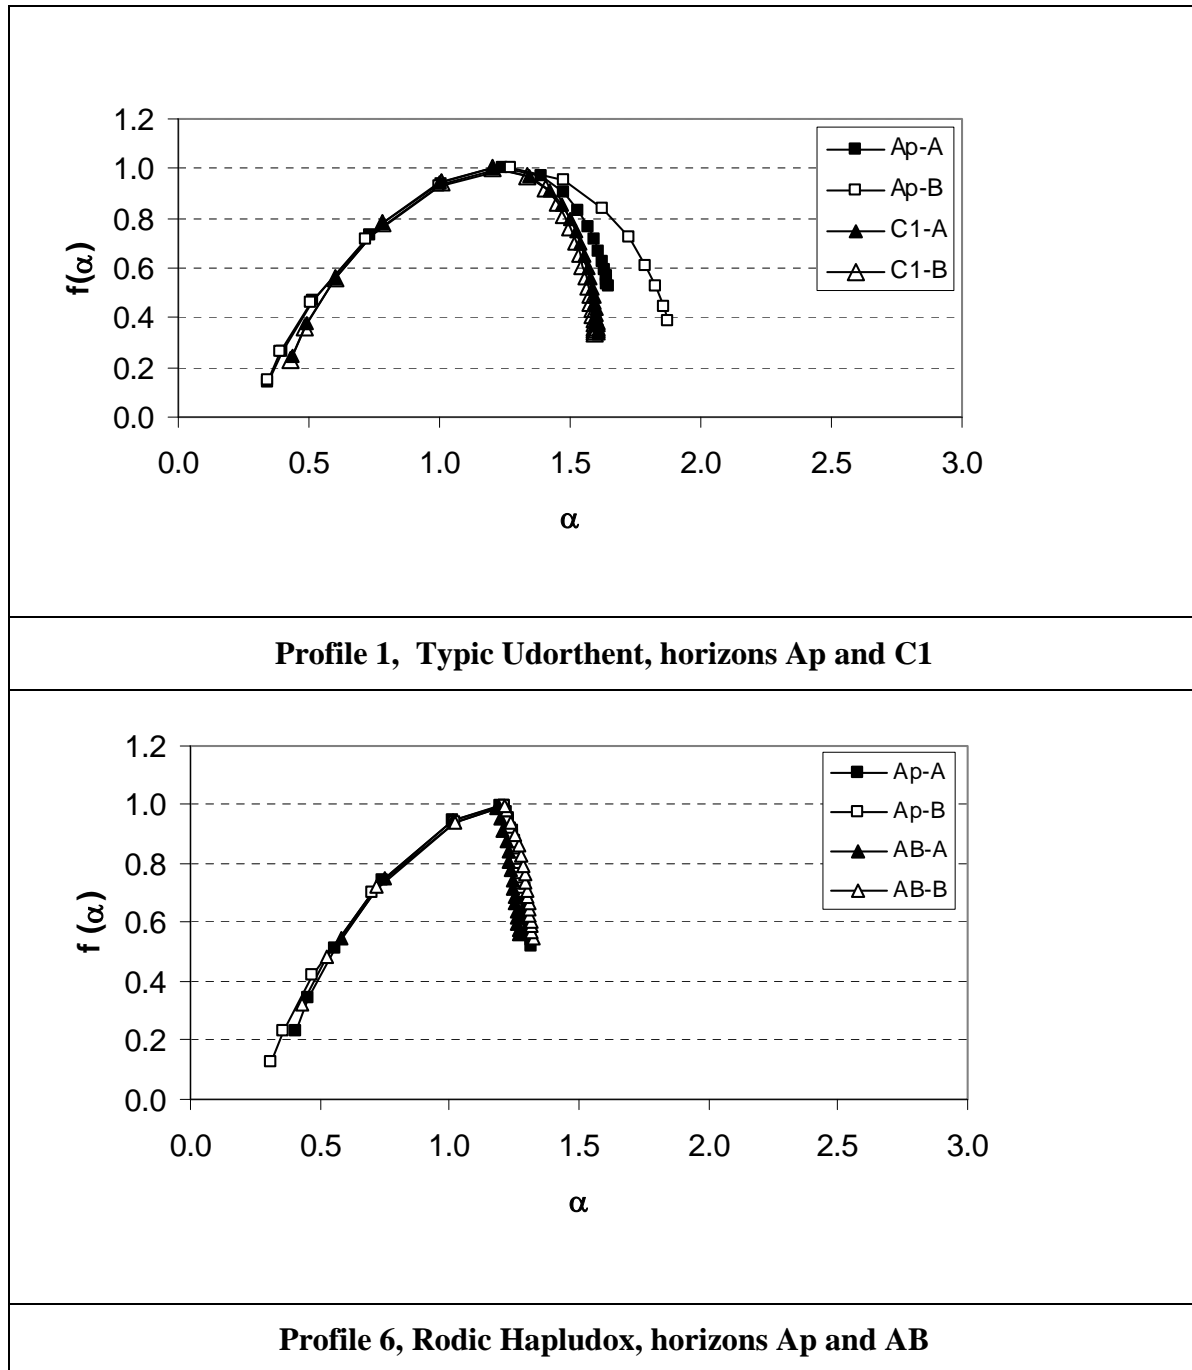 1.2
1.0
0.8
0.6
0.4
0.2
0.0
f(α)
0.0 0.5 1.0 1.5 2.0 2.5 3.0
α
Ap-A
Ap-B
C1-A
C1-B
Profile 1, Typic Udorthent, horizons Ap and C1
1.2
1.0
0.8
0.6
0.4
0.2
0.0
f (α)
0.0 0.5 1.0 1.5 2.0 2.5 3.0
α
Ap-A
Ap-B
AB-A
AB-B
Profile 6, Rodic Hapludox, horizons Ap and AB